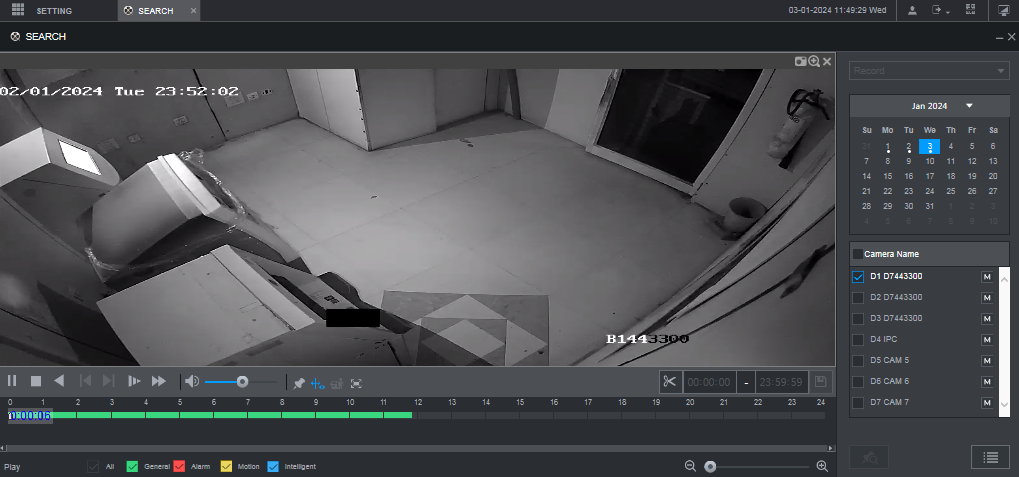 SETTING
SEARCH
03-01-2024 11:49:29 Wed
SEARCH
02/01/2024 Tue 23:52:02
B1443300
Record
Jan 2024
Su Mo Tu We Th Fr Sa
31 1 2 3 4 5 6
7 8 9 10 11 12 13
14 15 16 17 18 19 20
21 22 23 24 25 26 27
28 29 30 31 1 2 3
4 5 6 7 8 9 10
Camera Name
D1 D7443300 M
D2 D7443300 M
D3 D7443300 M
D4 IPC M
D5 CAM 5 M
D6 CAM 6 M
D7 CAM 7 M
00:00:00 - 23:59:59
0 1 2 3 4 5 6 7 8 9 10 11 12 13 14 15 16 17 18 19 20 21 22 23 24
0:00:06
Play
All General Alarm Motion Intelligent